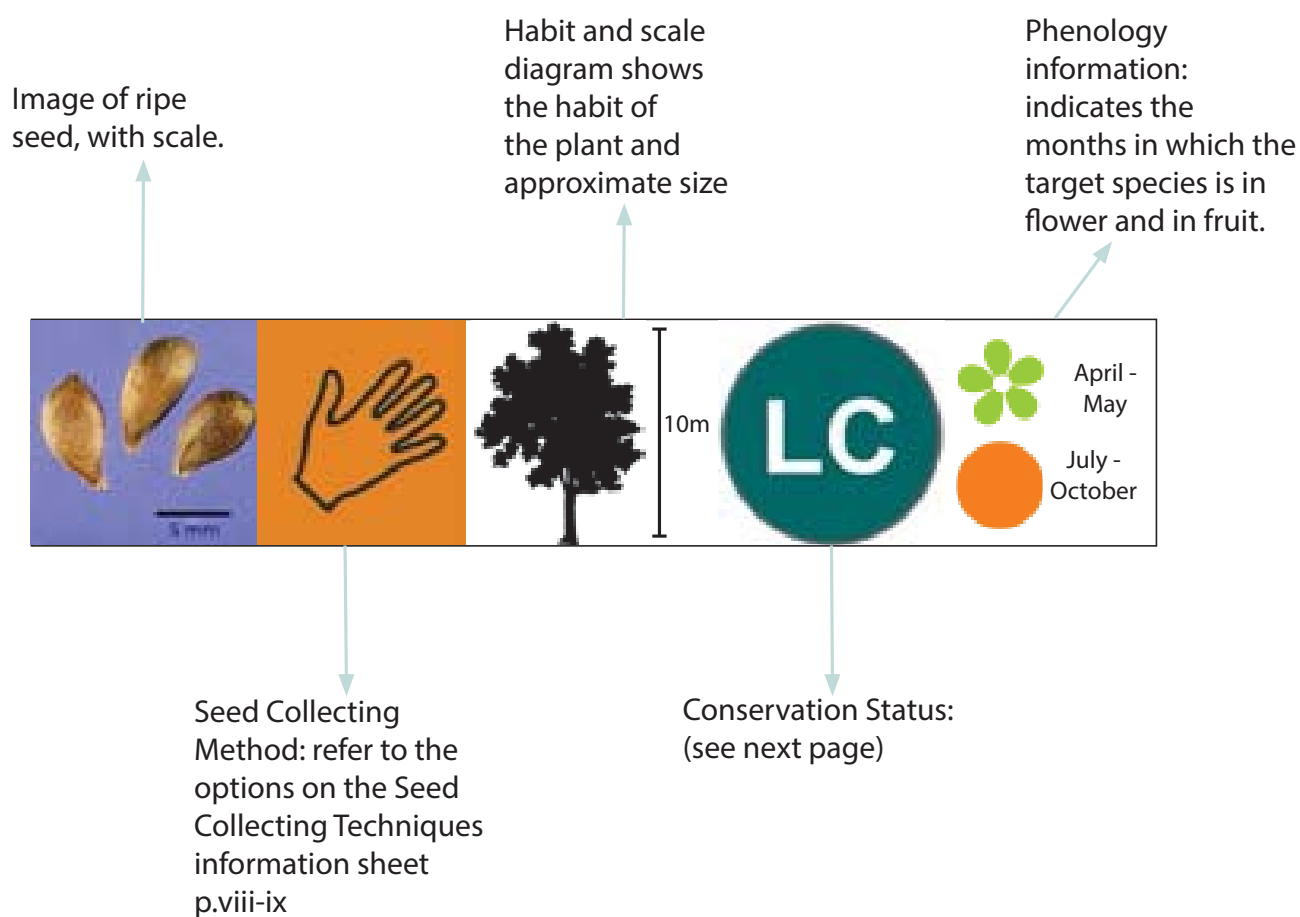 Image of ripe
seed, with scale.
Habit and scale
diagram shows
the habit of
the plant and
approximate size
Phenology
information:
indicates the
months in which the
target species is in
flower and in fruit.
5 mm
10m
LC
April -
May
July -
October
Seed Collecting
Method: refer to the
options on the Seed
Collecting Techniques
information sheet
p.viii-ix
Conservation Status:
(see next page)